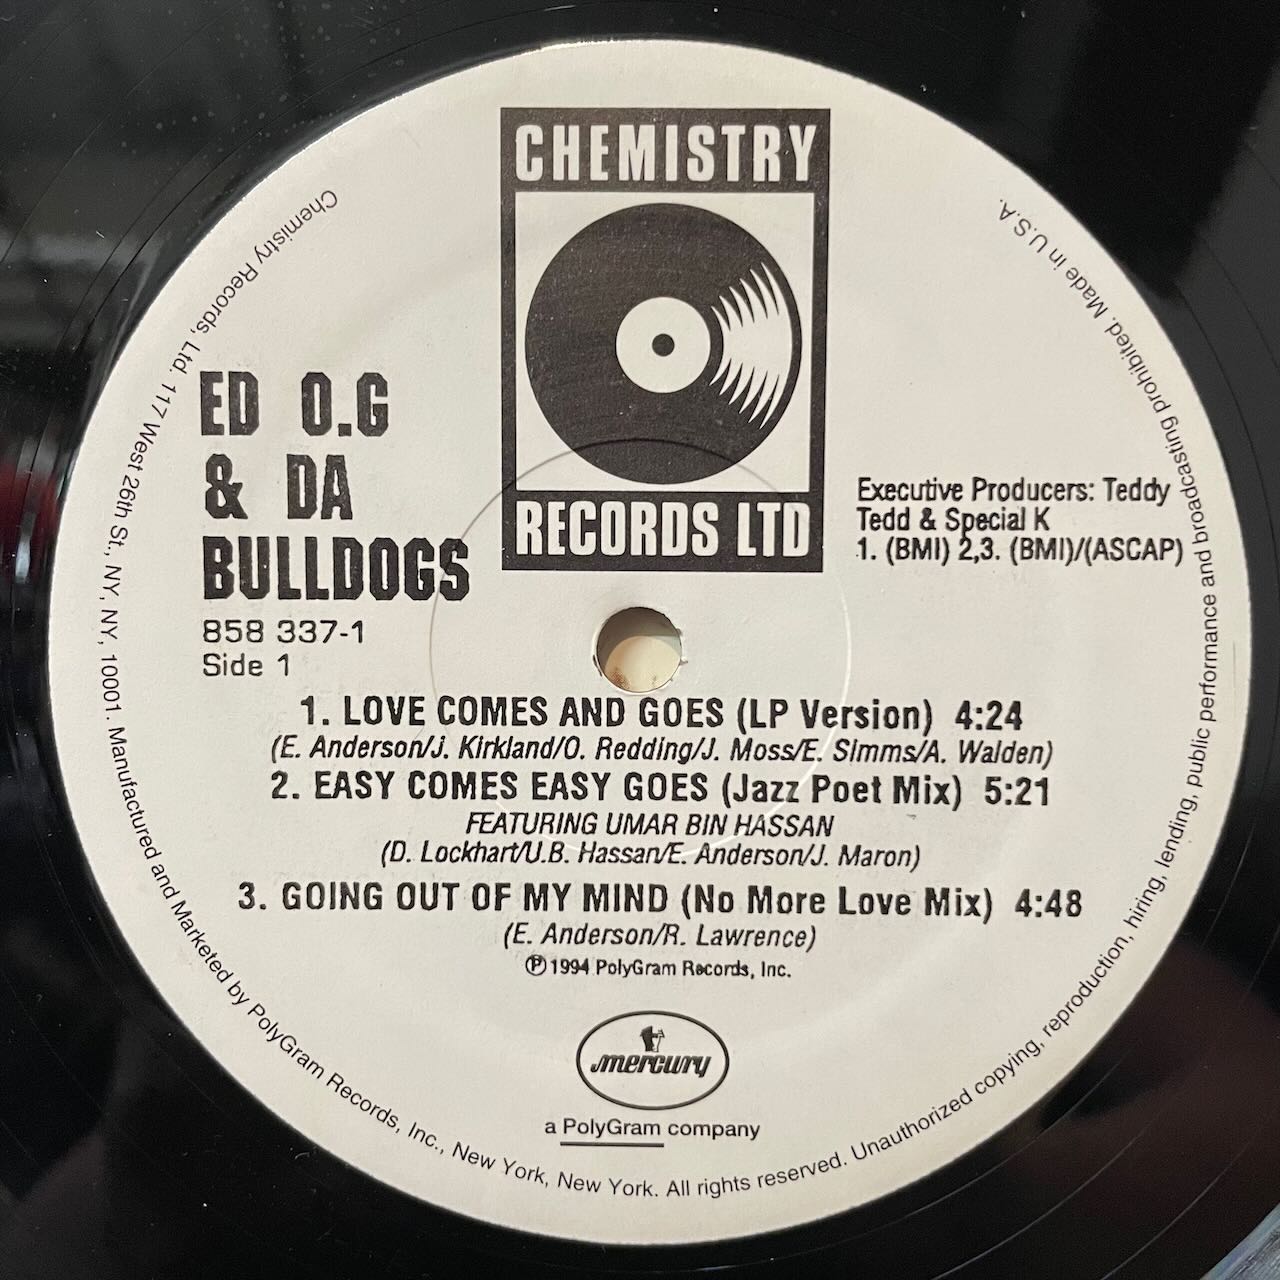 CHEMISTRY
RECORDS LTD
ED O.G
& DA
BULLDOGS
858 337-1
Side 1
Executive Producers: Teddy
Tedd & Special K
1. (BMI) 2,3. (BMI)/(ASCAP)
1. LOVE COMES AND GOES (LP Version) 4:24
(E. Anderson/J. Kirkland/O. Redding/J. Moss/E. Simms/A. Walden)
2. EASY COMES EASY GOES (Jazz Poet Mix) 5:21
FEATURING UMAR BIN HASSAN
(D. Lockhart/U.B. Hassan/E. Anderson/J. Maron)
3. GOING OUT OF MY MIND (No More Love Mix) 4:48
(E. Anderson/R. Lawrence)
℗ 1994 PolyGram Records, Inc.
mercury
a PolyGram company
Chemistry Records, Ltd. 117 West 26th St., NY, NY, 10001. Manufactured and Marketed by PolyGram Records, Inc., New York, New York. All rights reserved. Unauthorized copying, reproduction, hiring, lending, public performance and broadcasting prohibited. Made in U.S.A.